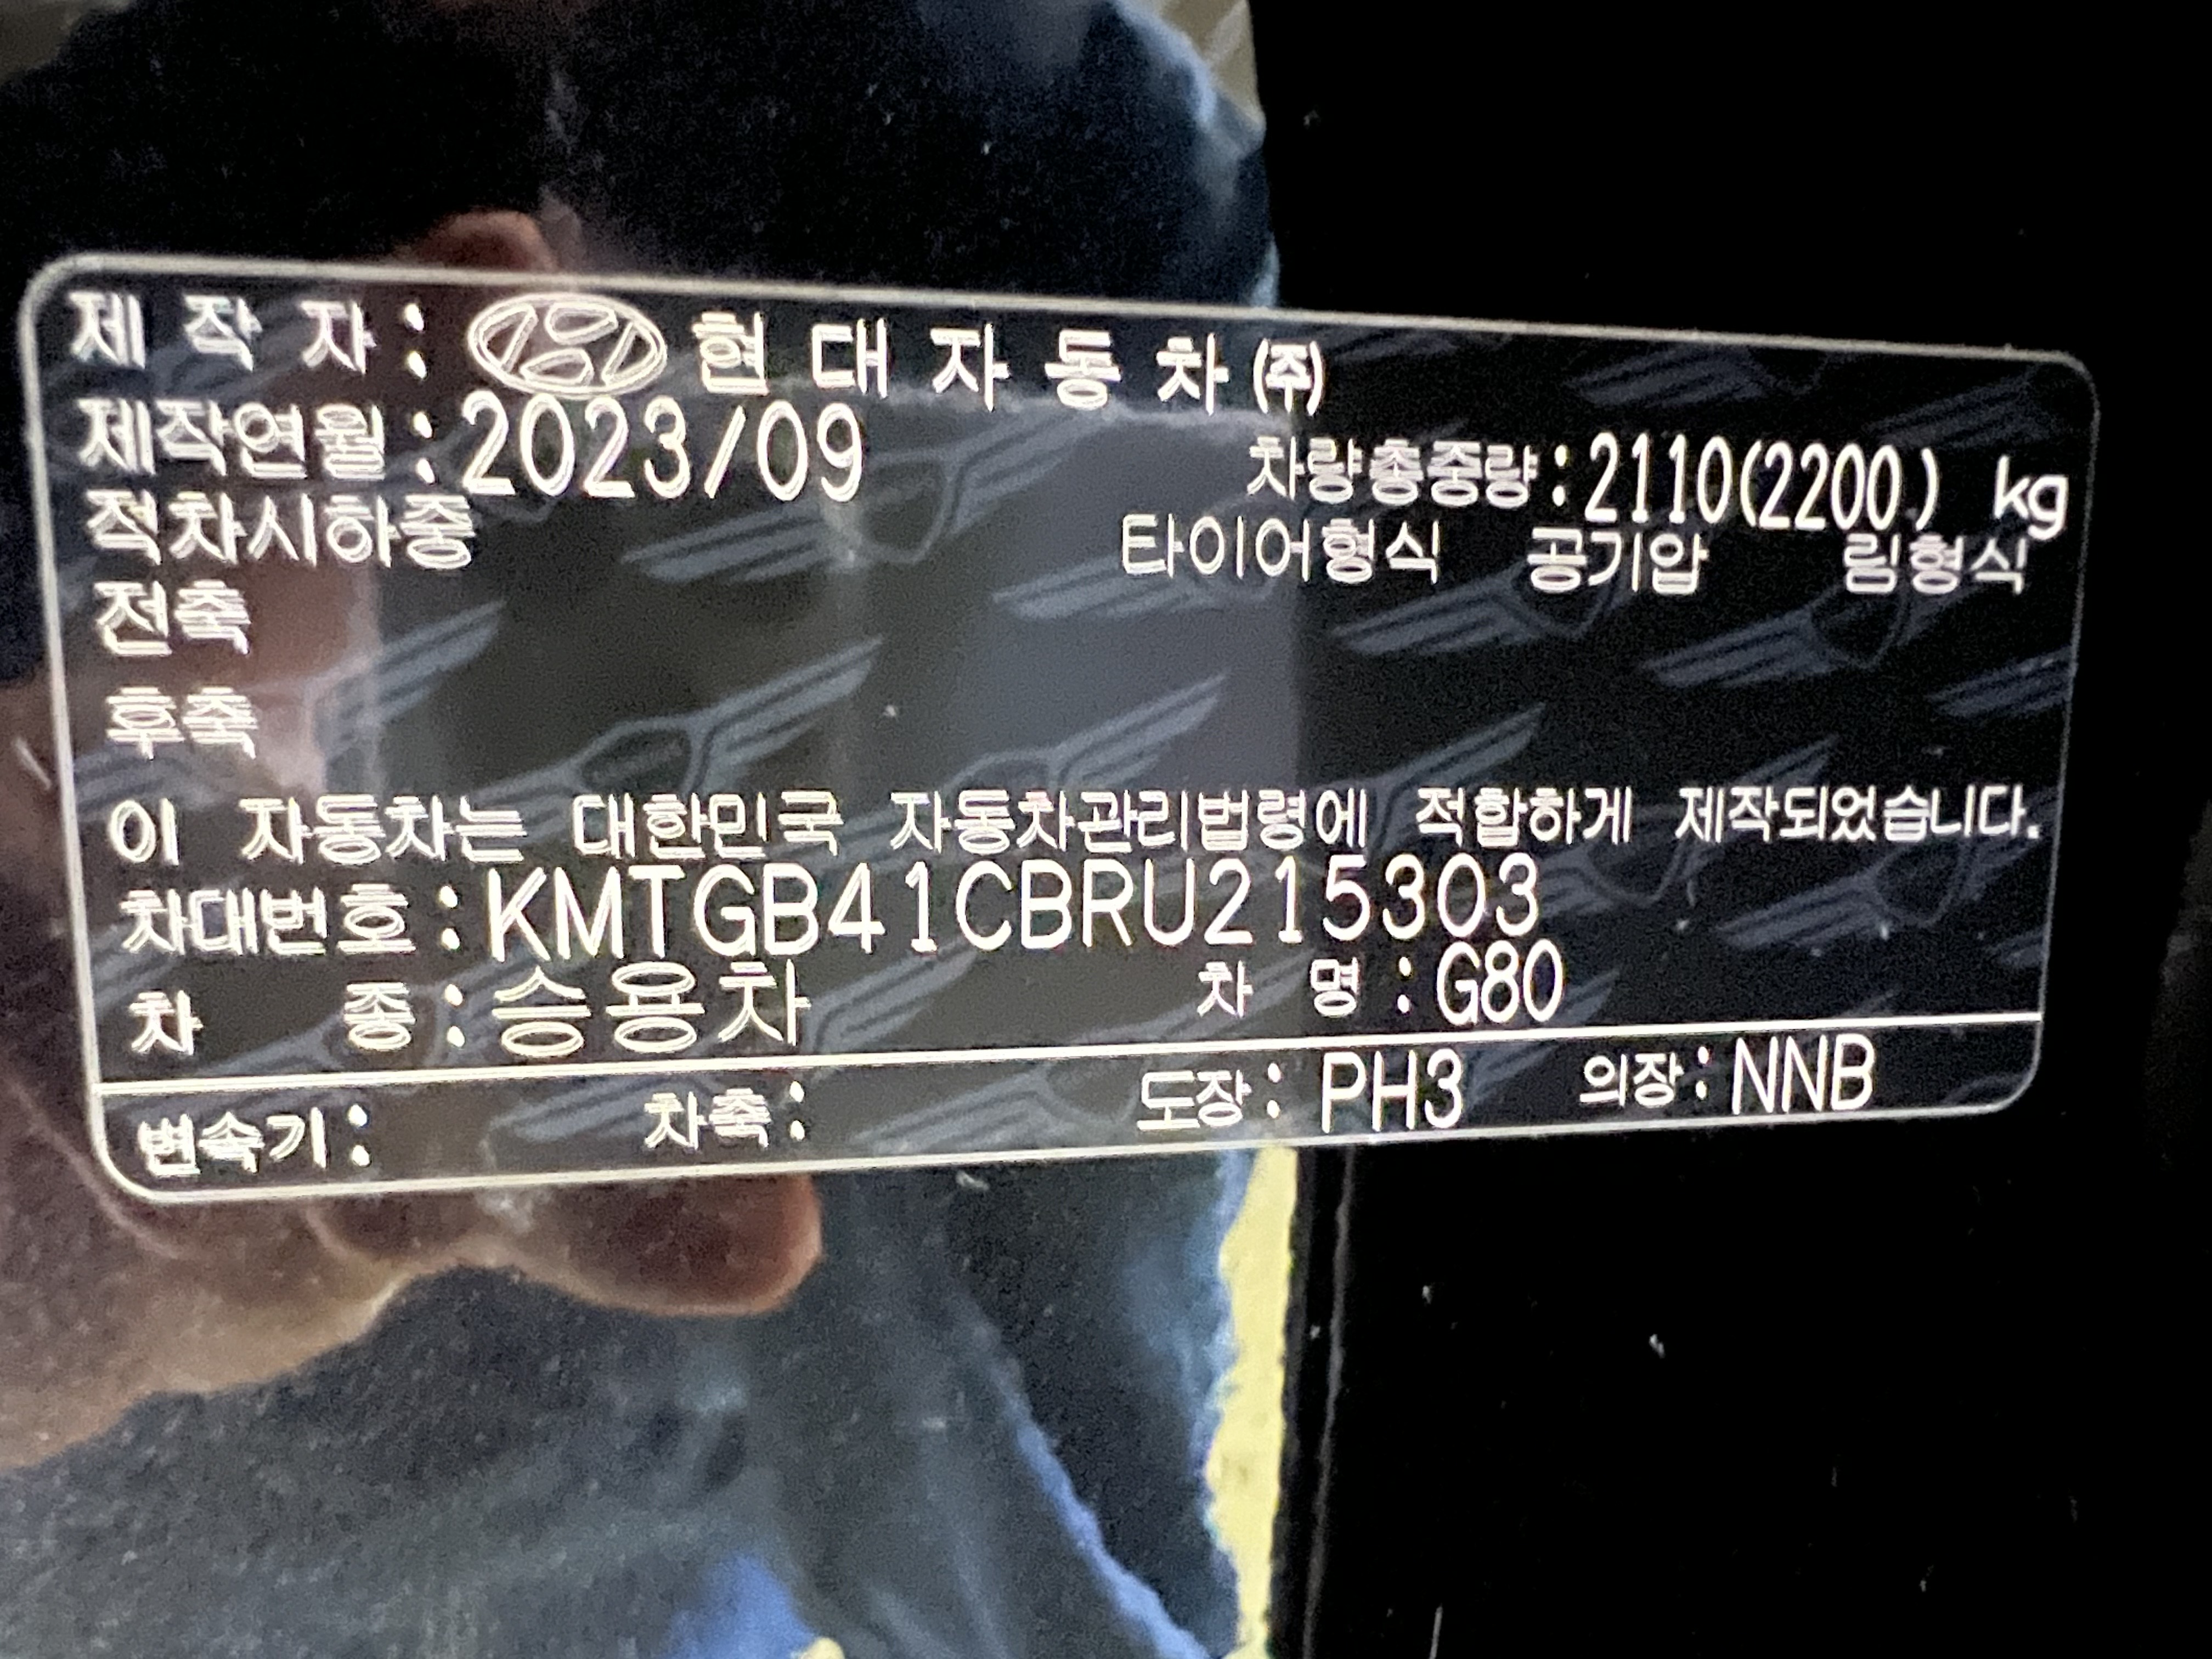 제 작 자 : 현 대 자 동 차 ㈜
제작연월 : 2023/09
차량총중량 : 2110(2200 ) kg
적차시하중 타이어형식 공기압 림형식
전축
후축
이 자동차는 대한민국 자동차관리법령에 적합하게 제작되었습니다.
차대번호 : KMTGB41CBRU215303
차 종 : 승용차 차 명 : G80
변속기 : 차축 : 도장 : PH3 의장 : NNB